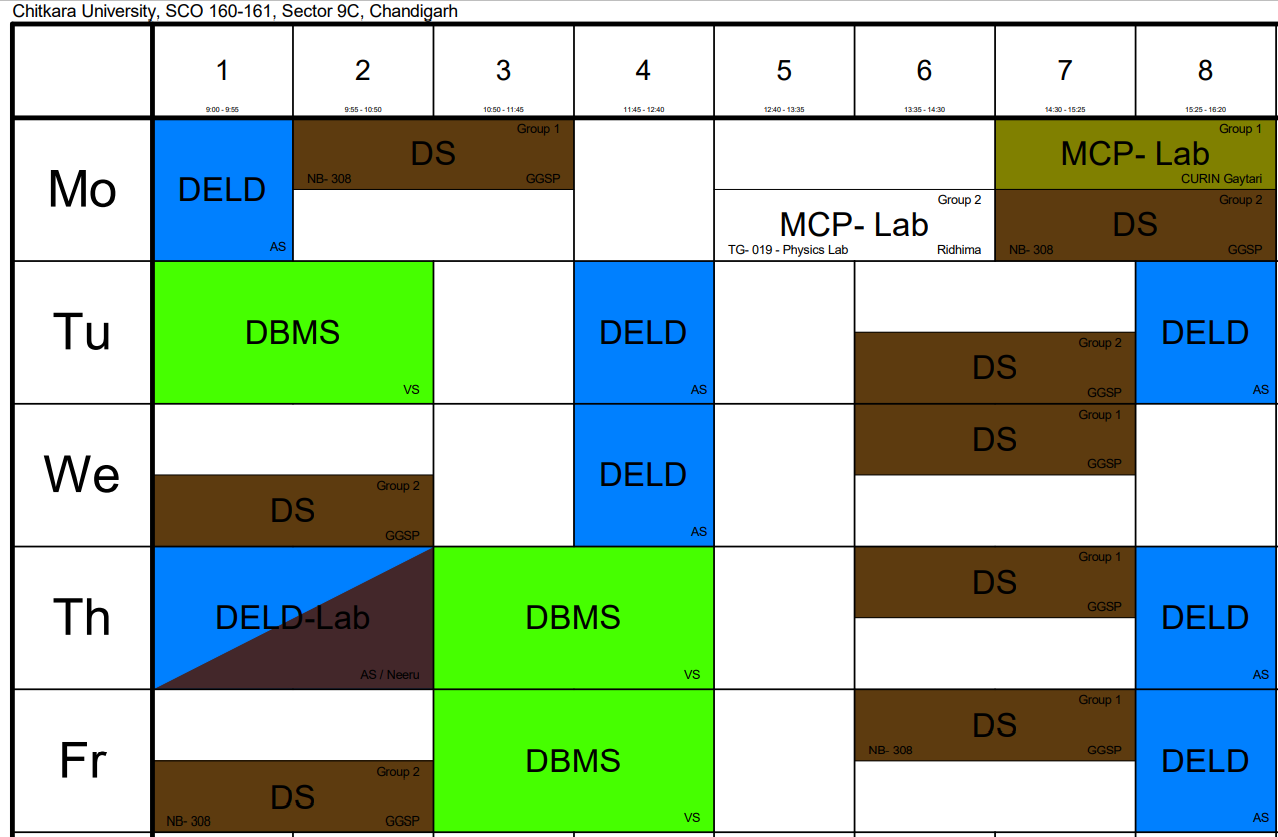 Chitkara University, SCO 160-161, Sector 9C, Chandigarh
1 2 3 4 5 6 7 8
9:00 - 9:55 9:55 - 10:50 10:50 - 11:45 11:45 - 12:40 12:40 - 13:35 13:35 - 14:30 14:30 - 15:25 15:25 - 16:20
Mo
DELD
AS
Group 1
DS
NB- 308 GGSP
Group 2
MCP- Lab
TG- 019 - Physics Lab Ridhima
Group 1
MCP- Lab
CURIN Gaytari
Group 2
DS
NB- 308 GGSP
Tu
DBMS
VS
DELD
AS
Group 2
DS
GGSP
DELD
AS
We
Group 2
DS
GGSP
DELD
AS
Group 1
DS
GGSP
Th
DELD-Lab
AS / Neeru
DBMS
VS
Group 1
DS
GGSP
DELD
AS
Fr
Group 2
DS
NB- 308 GGSP
DBMS
VS
Group 1
DS
NB- 308 GGSP
DELD
AS